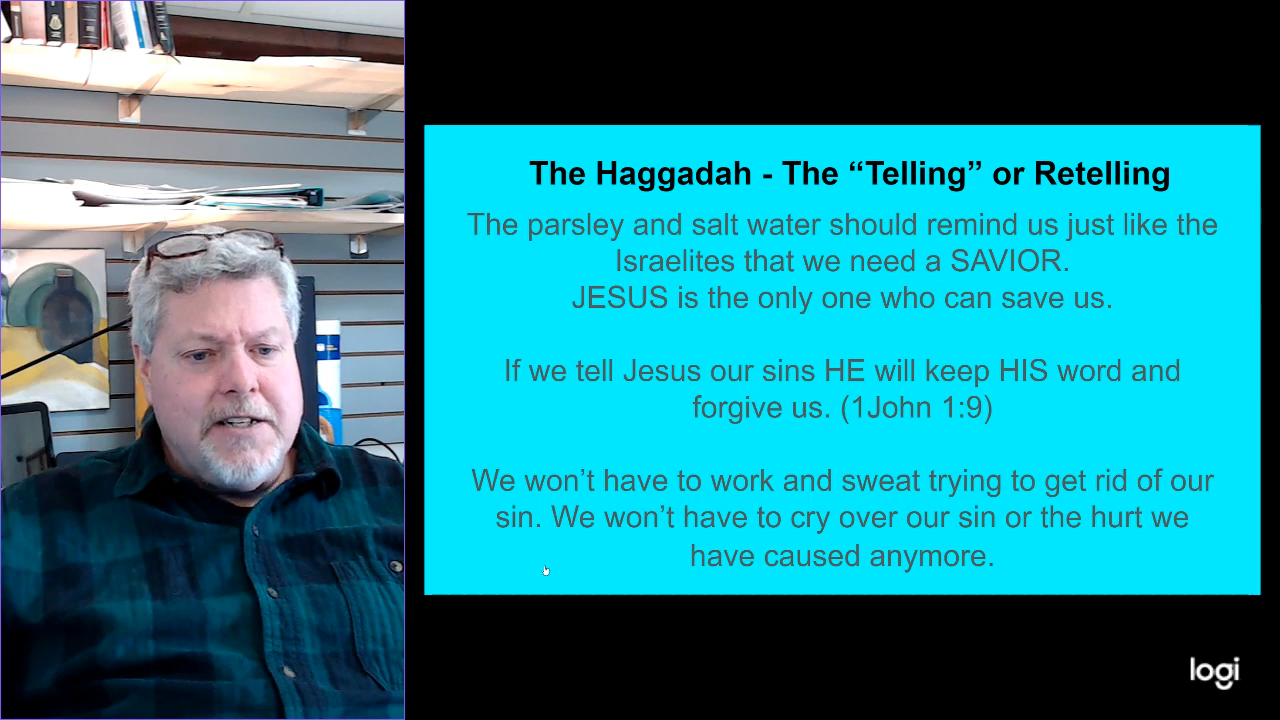 The Haggadah - The “Telling” or Retelling
The parsley and salt water should remind us just like the
Israelites that we need a SAVIOR.
JESUS is the only one who can save us.
If we tell Jesus our sins HE will keep HIS word and
forgive us. (1John 1:9)
We won’t have to work and sweat trying to get rid of our
sin. We won’t have to cry over our sin or the hurt we
have caused anymore.
logi